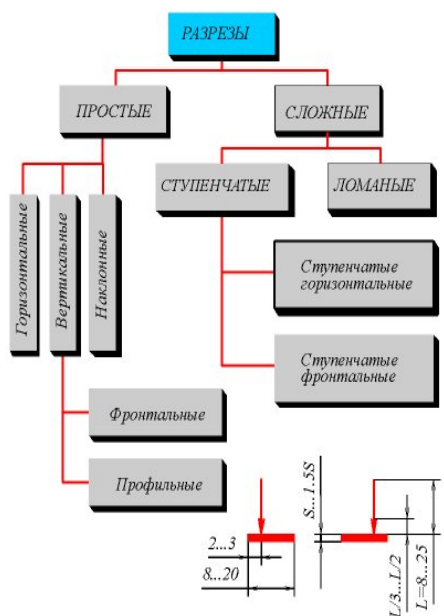 РАЗРЕЗЫ
ПРОСТЫЕ
СЛОЖНЫЕ
СТУПЕНЧАТЫЕ
ЛОМАНЫЕ
Горизонтальные
Вертикальные
Наклонные
Ступенчатые
горизонтальные
Ступенчатые
фронтальные
Фронтальные
Профильные
2...3
8...20
S...1.5S
L/3...L/2
L=8...25